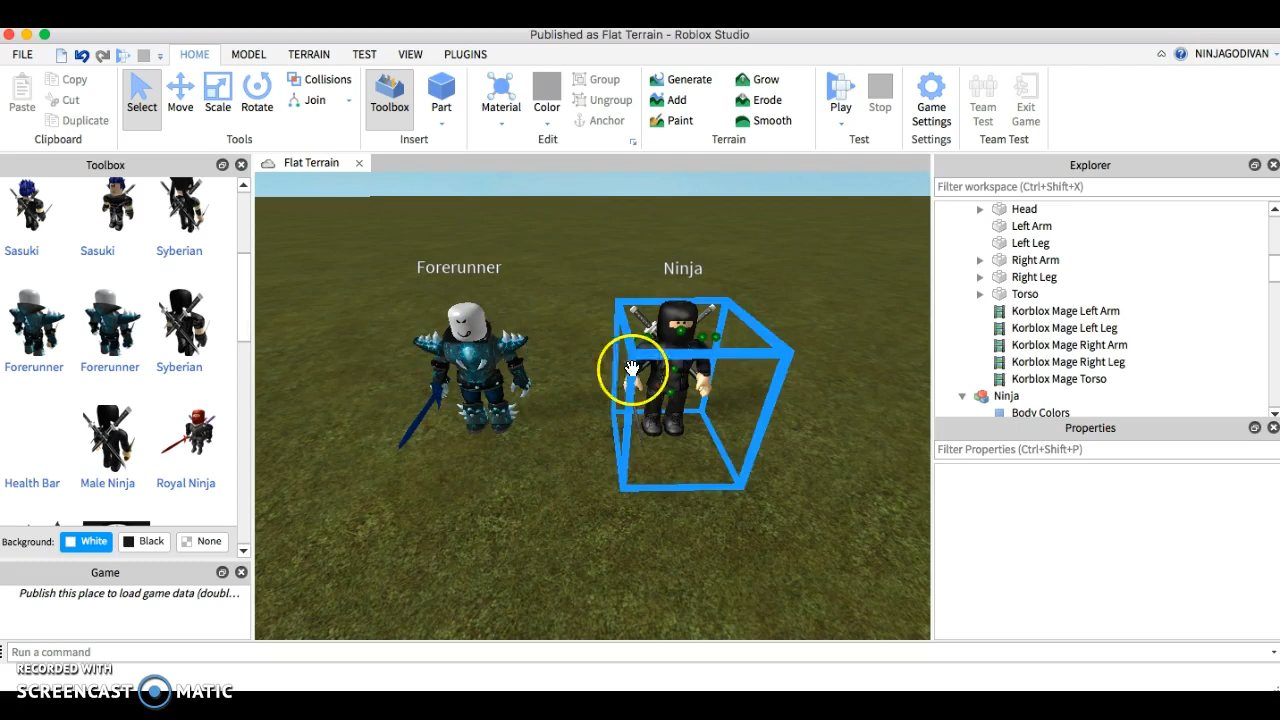 Published as Flat Terrain - Roblox Studio
FILE HOME MODEL TERRAIN TEST VIEW PLUGINS NINJAGODIVAN
Paste Copy Cut Duplicate Select Move Scale Rotate Collisions Join Toolbox Part Material Color Group Ungroup Anchor Generate Add Paint Grow Erode Smooth Play Stop Game Settings Team Test Exit Game
Clipboard Tools Insert Edit Terrain Test Settings Team Test
Toolbox
Flat Terrain
Explorer
Filter workspace (Ctrl+Shift+X)
Sasuki Sasuki Syberian
Forerunner Forerunner Syberian
Health Bar Male Ninja Royal Ninja
Background: White Black None
Game
Publish this place to load game data (doubl...
Forerunner
Ninja
Head
Left Arm
Left Leg
Right Arm
Right Leg
Torso
Korblox Mage Left Arm
Korblox Mage Left Leg
Korblox Mage Right Arm
Korblox Mage Right Leg
Korblox Mage Torso
Ninja
Body Colors
Properties
Filter Properties (Ctrl+Shift+P)
Run a command
RECORDED WITH
SCREENCAST MATIC